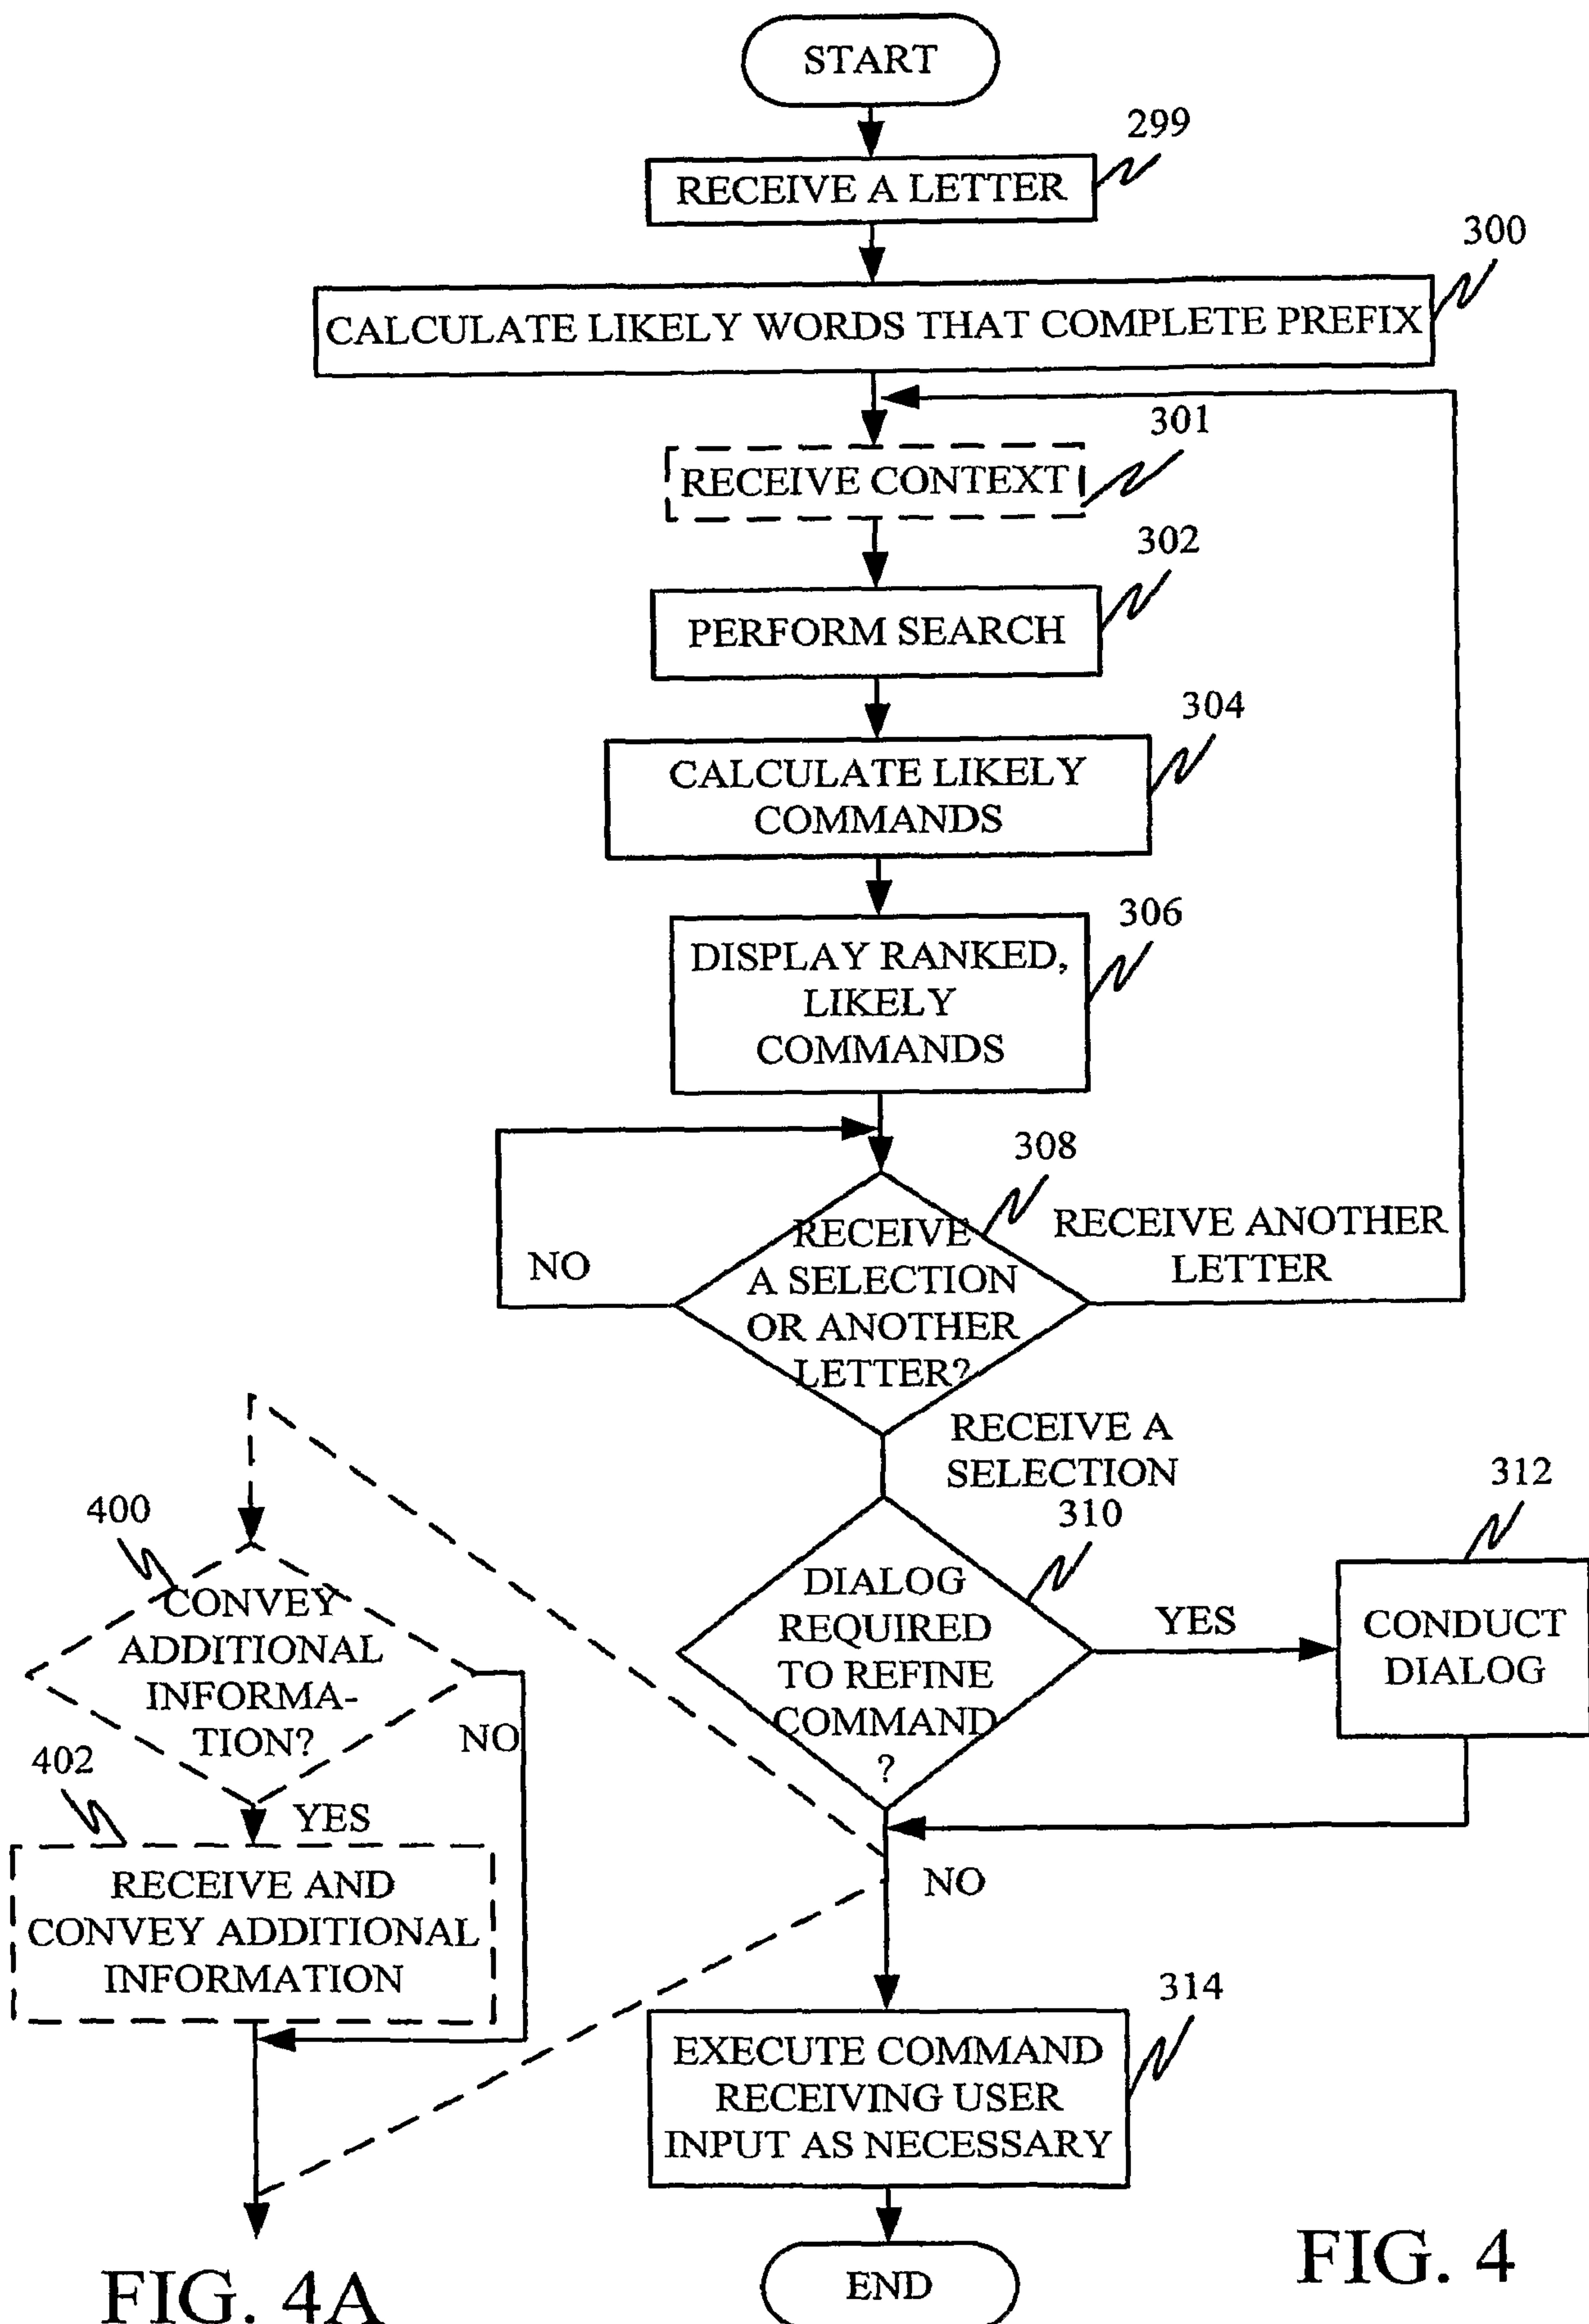 START
299
RECEIVE A LETTER
300
CALCULATE LIKELY WORDS THAT COMPLETE PREFIX
301
RECEIVE CONTEXT
302
PERFORM SEARCH
304
CALCULATE LIKELY
COMMANDS
306
DISPLAY RANKED,
LIKELY
COMMANDS
308
RECEIVE
A SELECTION
OR ANOTHER
LETTER?
NO
RECEIVE ANOTHER
LETTER
RECEIVE A
SELECTION
310
DIALOG
REQUIRED
TO REFINE
COMMAND
?
YES
312
CONDUCT
DIALOG
NO
400
CONVEY
ADDITIONAL
INFORMA-
TION?
NO
YES
402
RECEIVE AND
CONVEY ADDITIONAL
INFORMATION
314
EXECUTE COMMAND
RECEIVING USER
INPUT AS NECESSARY
END
FIG. 4A
FIG. 4